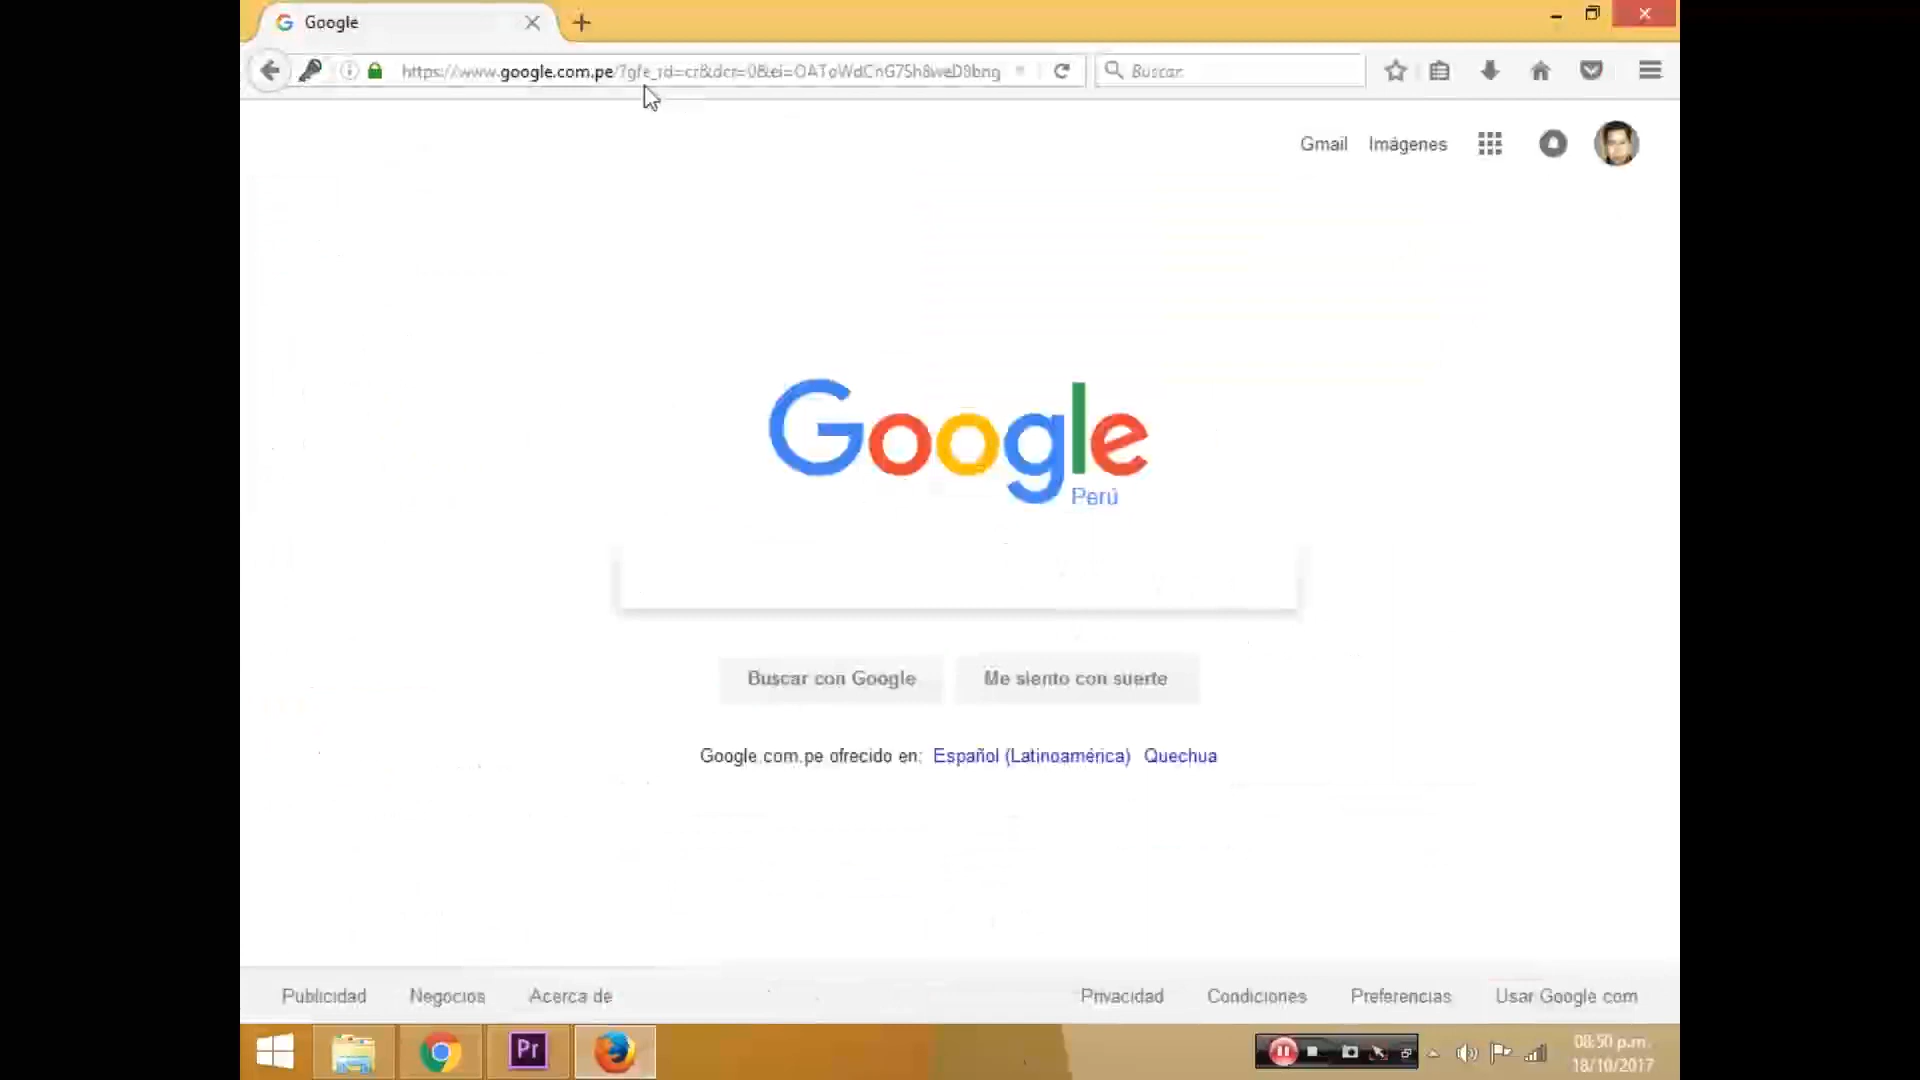 Google
https://www.google.com.pe/?gfe_rd=cr&dcr=0&ei=
Buscar
Gmail Imágenes
Google
Perú
Buscar con Google Me siento con suerte
Google.com.pe ofrecido en: Español (Latinoamérica) Quechua
Publicidad Negocios Acerca de Privacidad Condiciones Preferencias Usar Google.com
Pr
08:50 p.m.
18/10/2017